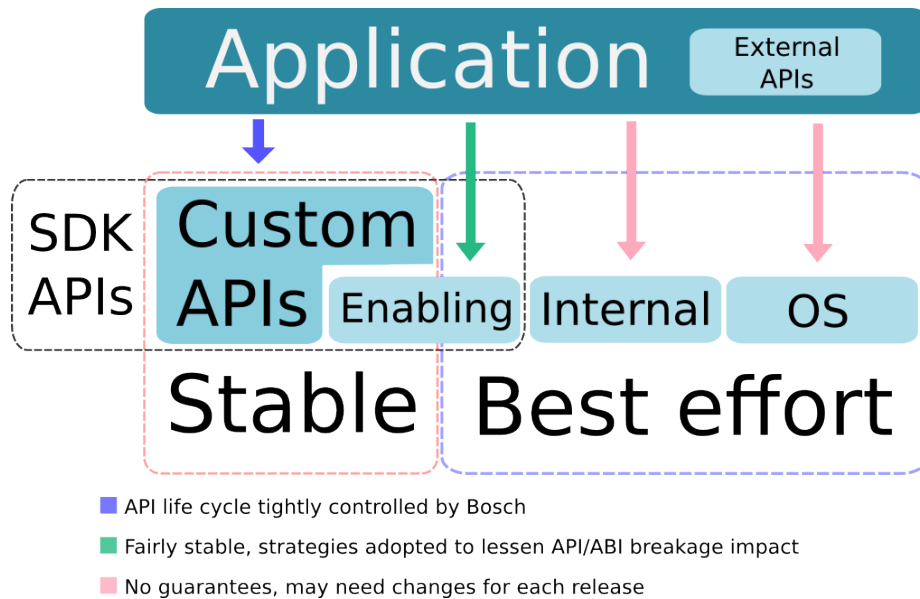 Application
External
APIs
SDK
APIs
Custom
APIs
Enabling
Internal
OS
Stable
Best effort
API life cycle tightly controlled by Bosch
Fairly stable, strategies adopted to lessen API/ABI breakage impact
No guarantees, may need changes for each release